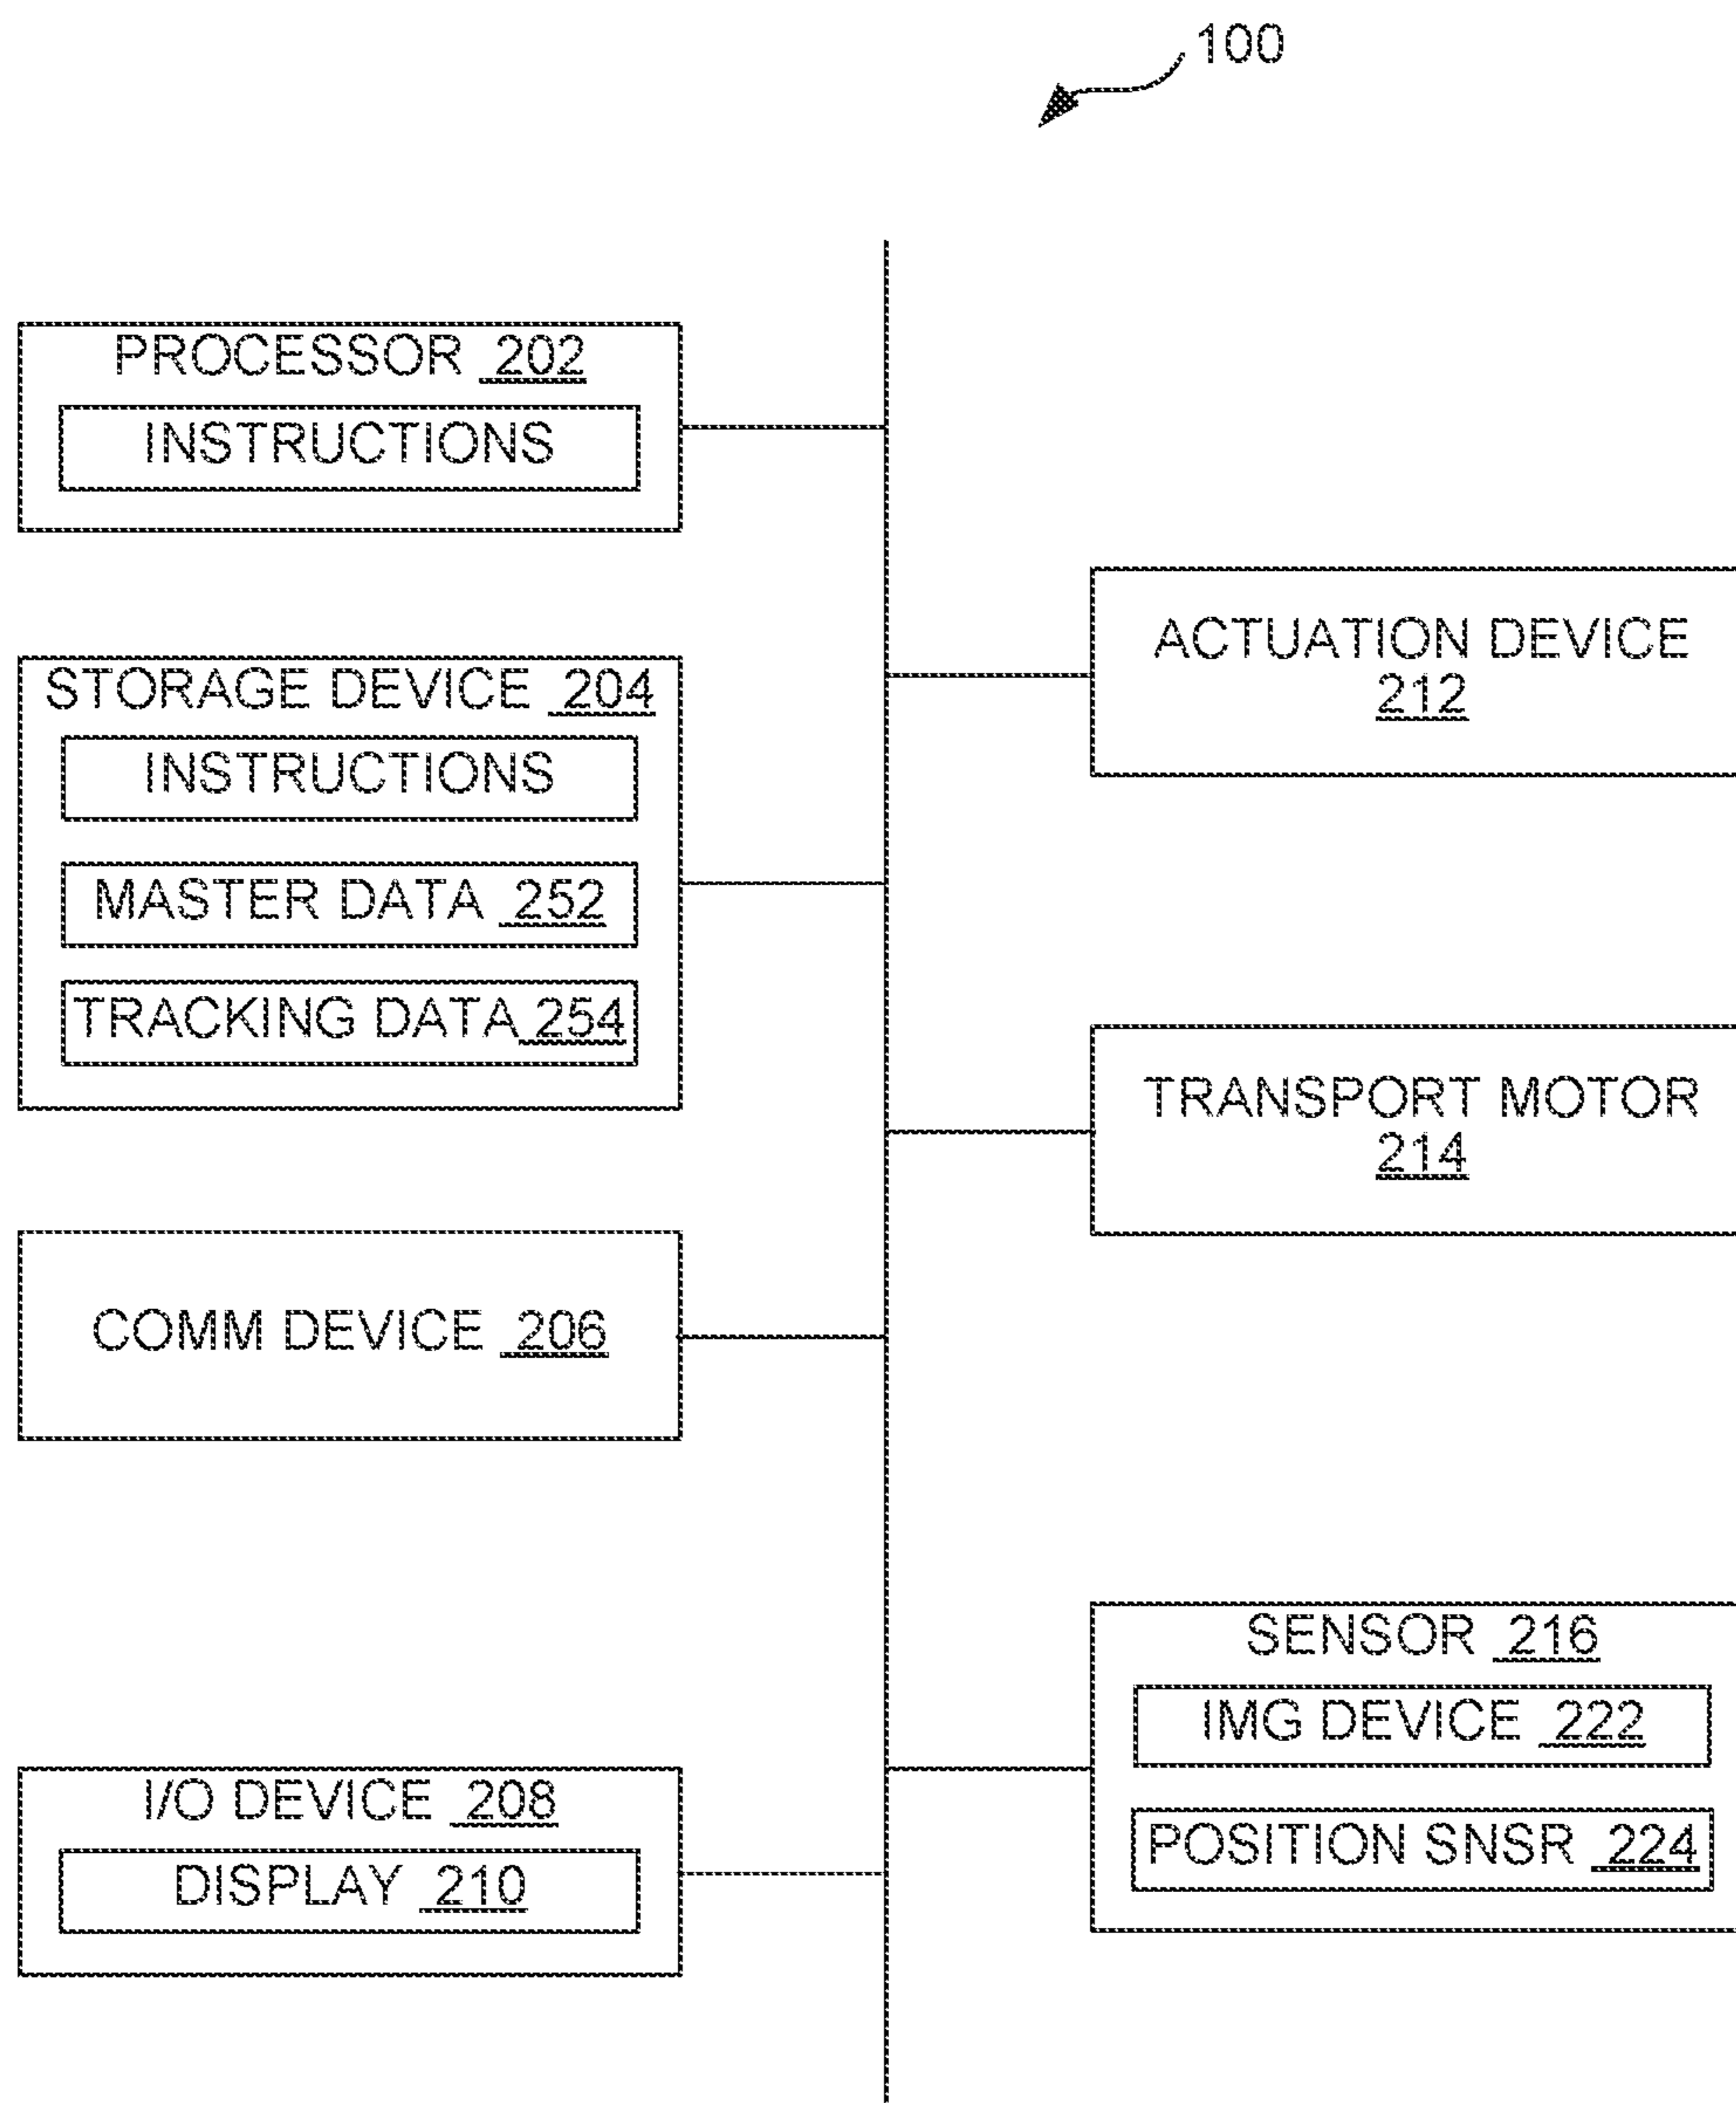 100
PROCESSOR 202
INSTRUCTIONS
STORAGE DEVICE 204
INSTRUCTIONS
MASTER DATA 252
TRACKING DATA 254
COMM DEVICE 206
I/O DEVICE 208
DISPLAY 210
ACTUATION DEVICE
212
TRANSPORT MOTOR
214
SENSOR 216
IMG DEVICE 222
POSITION SNSR 224